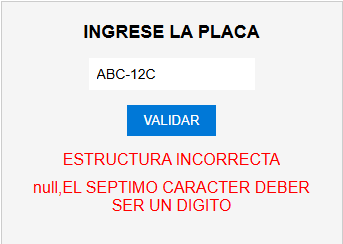 INGRESE LA PLACA
ABC-12C
VALIDAR
ESTRUCTURA INCORRECTA
null,EL SEPTIMO CARACTER DEBER
SER UN DIGITO